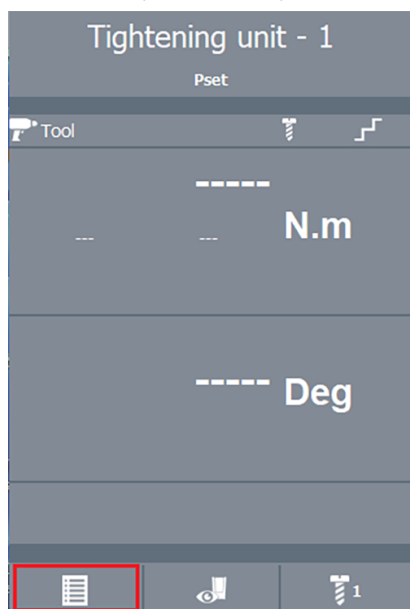 Tightening unit - 1
Pset
Tool
-----
N.m
--- ---
----- Deg
1